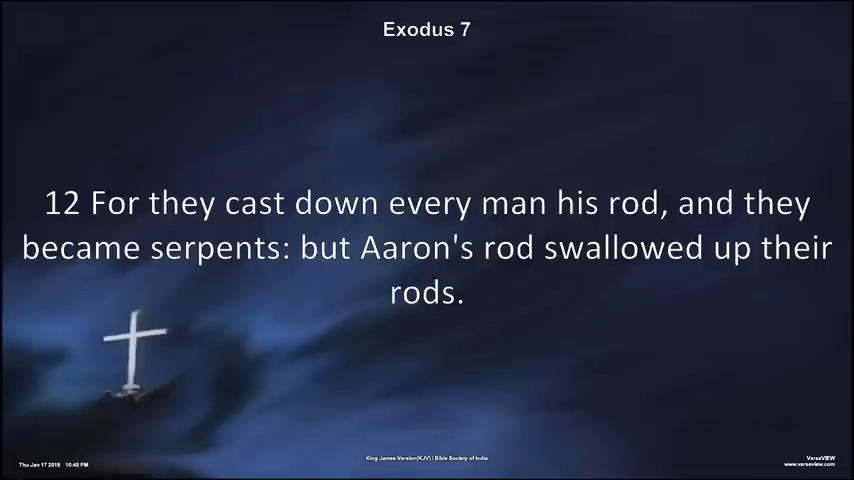 Exodus 7
12 For they cast down every man his rod, and they
became serpents: but Aaron's rod swallowed up their
rods.
King James Version(KJV) / Bible Society of India
Thu Jan 17 2019 10:40 PM
VerseVIEW
www.verseview.com